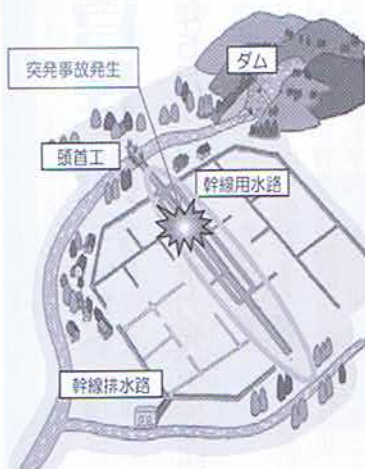 ダム
突発事故発生
頭首工
幹線用水路
幹線排水路